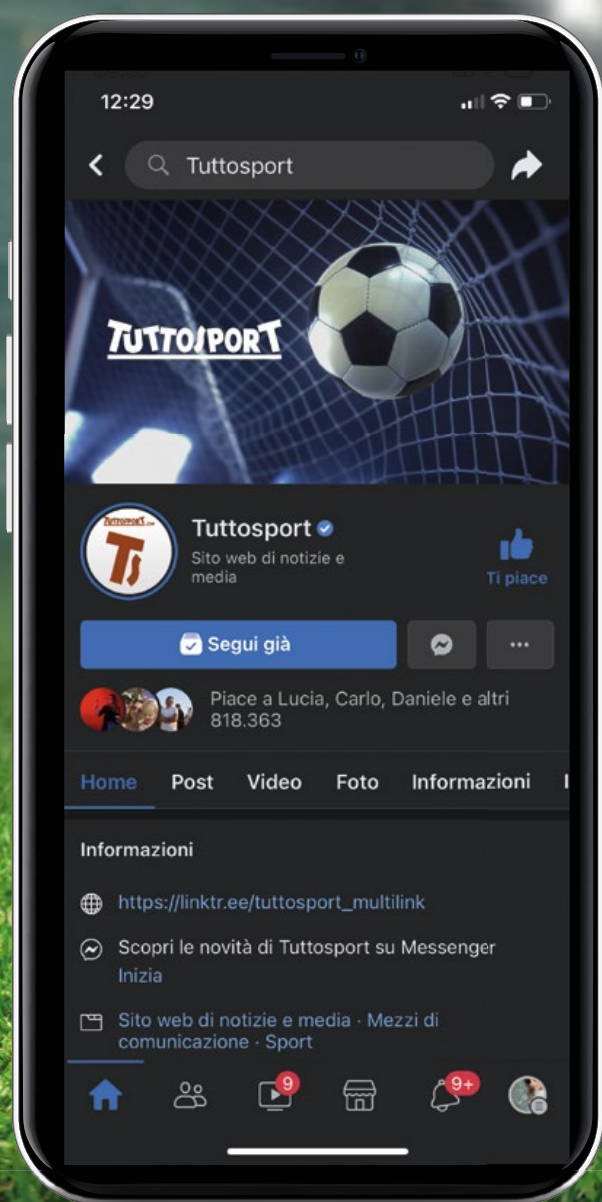 12:29
Tuttosport
TUTTOSPORT
TUTTOSPORT
TS
Tuttosport
Sito web di notizie e
media
Ti piace
Segui già
Piace a Lucia, Carlo, Daniele e altri
818.363
Home Post Video Foto Informazioni
Informazioni
https://linktr.ee/tuttosport_multilink
Scopri le novità di Tuttosport su Messenger
Inizia
Sito web di notizie e media · Mezzi di
comunicazione · Sport
9 9+